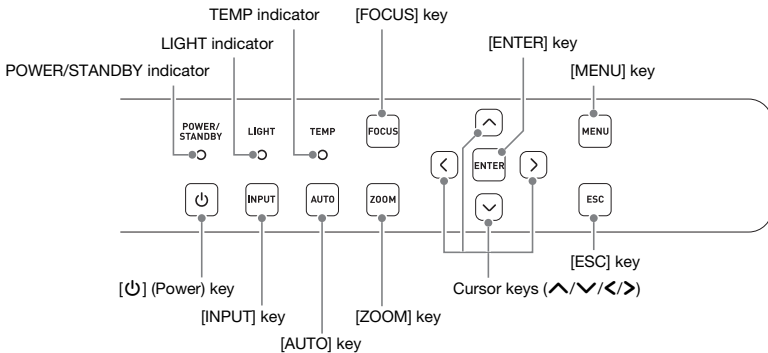 TEMP indicator
[FOCUS] key
LIGHT indicator
[ENTER] key
POWER/STANDBY indicator
[MENU] key
POWER/
STANDBY
LIGHT
TEMP
FOCUS
ENTER
MENU
INPUT
AUTO
ZOOM
ESC
[⏻] (Power) key
[INPUT] key
[AUTO] key
[ZOOM] key
[ESC] key
Cursor keys (∧/∨/</>)